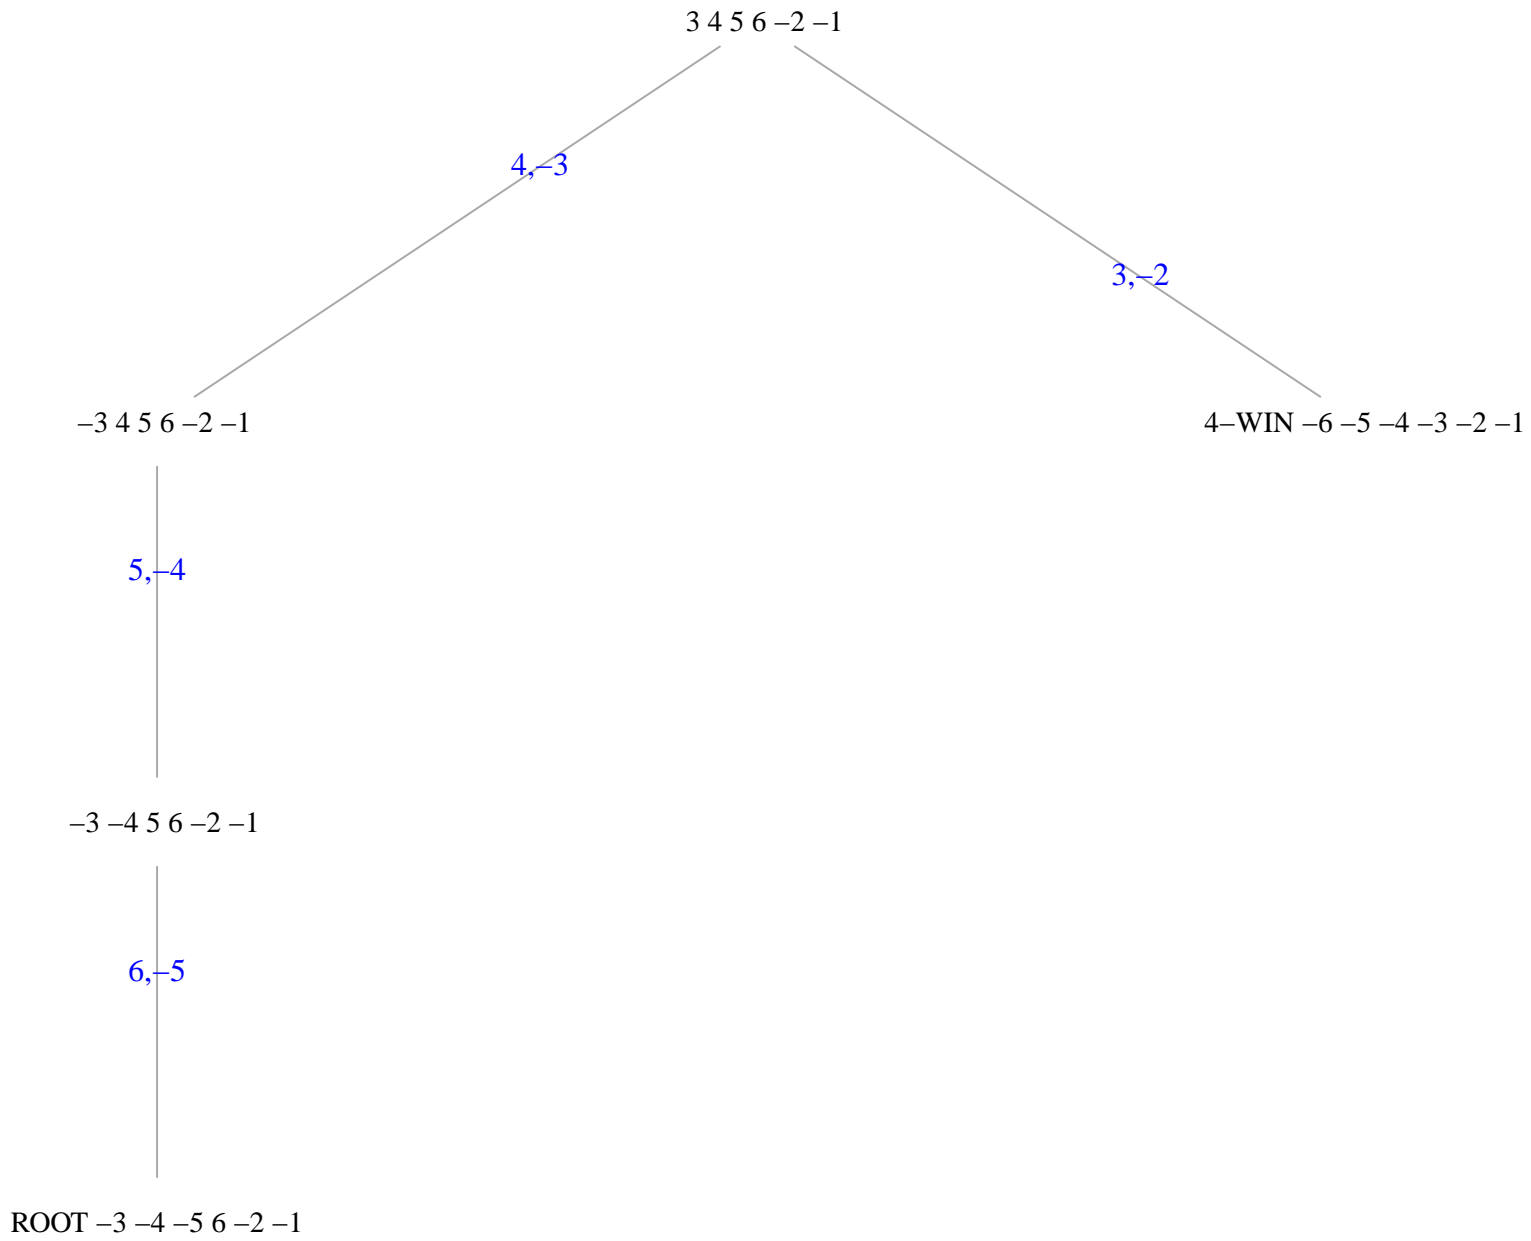 3 4 5 6 –2 –1
4,–3
3,–2
–3 4 5 6 –2 –1
4–WIN –6 –5 –4 –3 –2 –1
5,–4
–3 –4 5 6 –2 –1
6,–5
ROOT –3 –4 –5 6 –2 –1